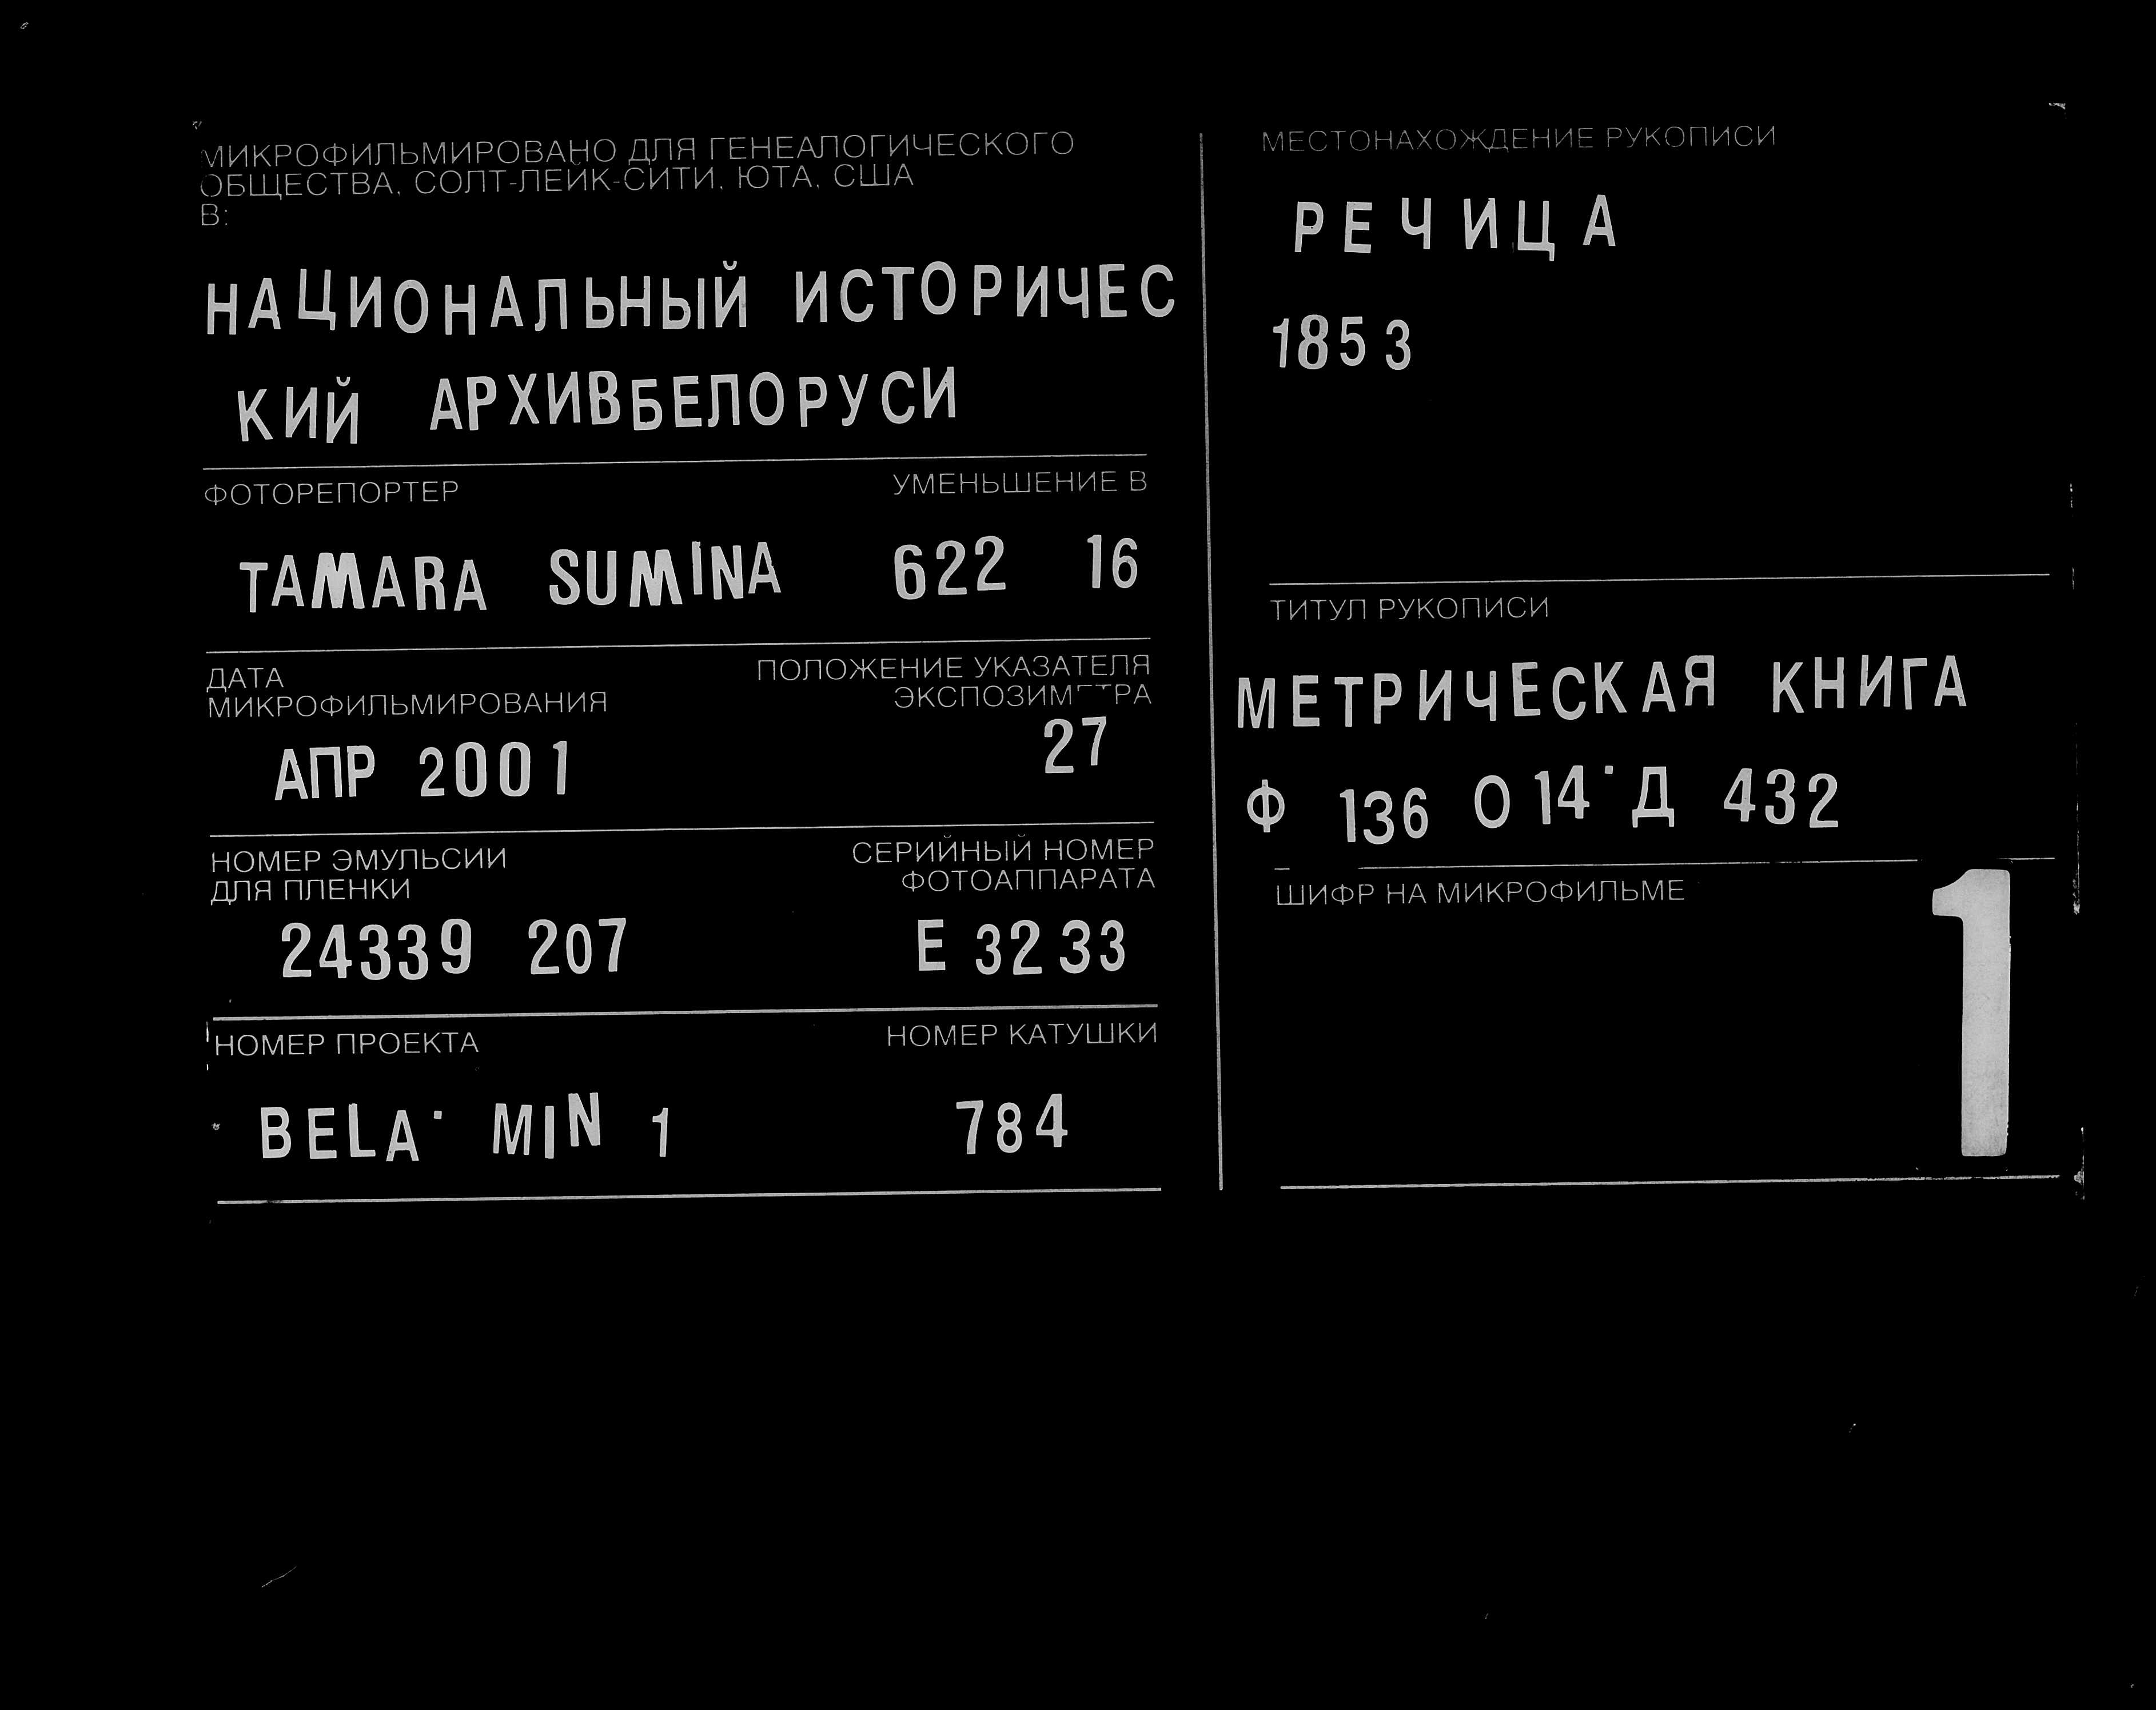 МИКРОФИЛЬМИРОВАНО ДЛЯ ГЕНЕАЛОГИЧЕСКОГО
ОБЩЕСТВА, СОЛТ-ЛЕЙК-СИТИ, ЮТА, США
В:
НАЦИОНАЛЬНЫЙ ИСТОРИЧЕС
КИЙ АРХИВБЕЛОРУСИ
ФОТОРЕПОРТЕР УМЕНЬШЕНИЕ В
TAMARA SUMINA 622 16
ДАТА
МИКРОФИЛЬМИРОВАНИЯ
ПОЛОЖЕНИЕ УКАЗАТЕЛЯ
ЭКСПОЗИМЕТРА
АПР 2001 27
НОМЕР ЭМУЛЬСИИ
ДЛЯ ПЛЕНКИ
СЕРИЙНЫЙ НОМЕР
ФОТОАППАРАТА
24339 207 E 3233
НОМЕР ПРОЕКТА НОМЕР КАТУШКИ
BELA· MIN 1 784
МЕСТОНАХОЖДЕНИЕ РУКОПИСИ
РЕЧИЦА
1853
ТИТУЛ РУКОПИСИ
МЕТРИЧЕСКАЯ КНИГА
Ф 136 О 14· Д 432
ШИФР НА МИКРОФИЛЬМЕ
1